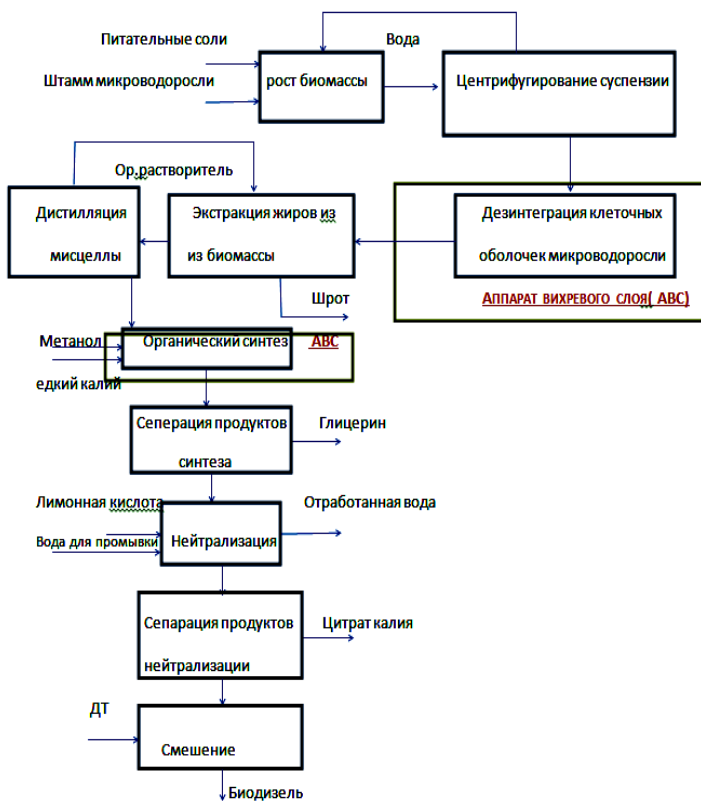 Питательные соли
Вода
Штамм микроводоросли
рост биомассы
Центрифугирование суспензии
Ор.растворитель
Дистилляция
мисцеллы
Экстракция жиров из
из биомассы
Дезинтеграция клеточных
оболочек микроводоросли
Аппарат вихревого слоя( АВС)
Шрот
Метанол
едкий калий
Органический синтез
АВС
Сеперация продуктов
синтеза
Глицерин
Лимонная кислота
Вода для промывки
Нейтрализация
Отработанная вода
Сепарация продуктов
нейтрализации
Цитрат калия
ДТ
Смешение
Биодизель